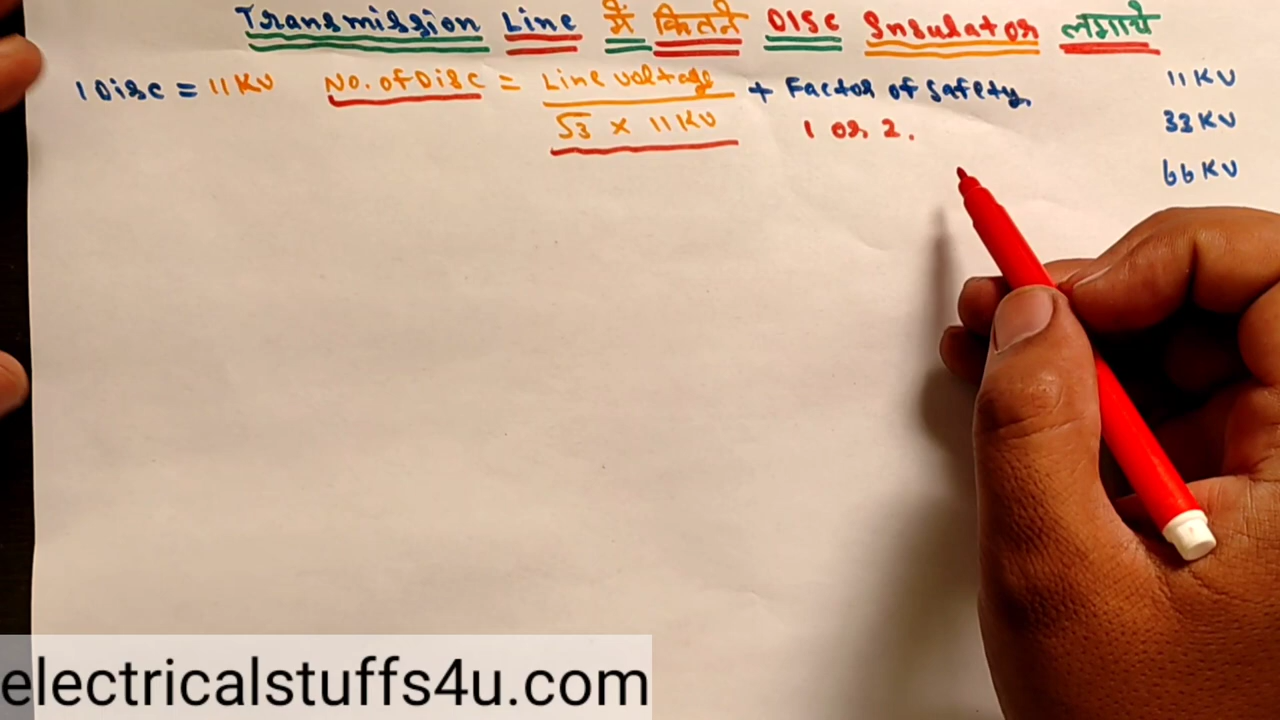 Transmission Line में कितने DISC Insulator लगाये
1 Disc = 11 KV No. of Disc = Line voltage + Factor of safety,
√3 × 11 KV 1 or 2.
11 KV
33 KV
66 KV
electricalstuffs4u.com